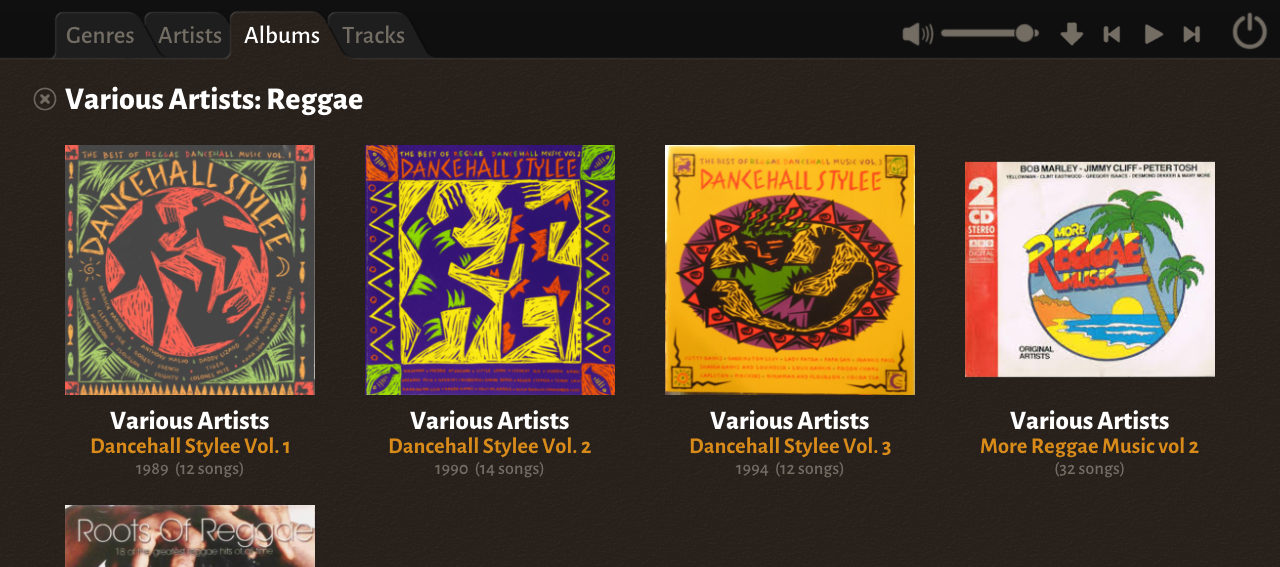 Genres Artists Albums Tracks
Various Artists: Reggae
THE BEST OF REGGAE DANCEHALL MUSIC VOL. 1
DANCEHALL STYLEE
THE BEST OF REGGAE DANCEHALL MUSIC VOL.2
DANCEHALL STYLEE
THE BEST OF REGGAE DANCEHALL MUSIC VOL.3
DANCEHALL STYLEE
BOB MARLEY - JIMMY CLIFF - PETER TOSH
YELLOWMAN - CLINT EASTWOOD - GREGORY ISAACS - DESMOND DEKKER & MANY MORE
2
CD
STEREO
DIGITAL
MORE
REGGAE
MUSIC
ORIGINAL
ARTISTS
Various Artists
Dancehall Stylee Vol. 1
1989 (12 songs)
Various Artists
Dancehall Stylee Vol. 2
1990 (14 songs)
Various Artists
Dancehall Stylee Vol. 3
1994 (12 songs)
Various Artists
More Reggae Music vol 2
(32 songs)
Roots Of Reggae
18 of the greatest reggae hits of all time